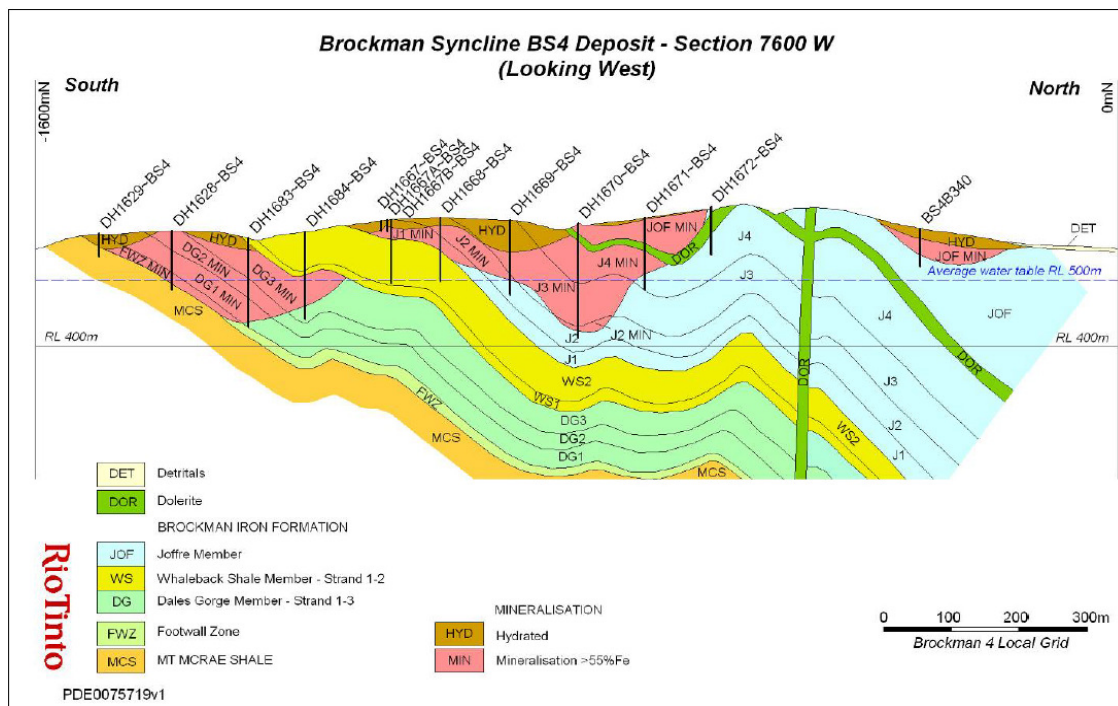 Brockman Syncline BS4 Deposit - Section 7600 W
(Looking West)
South
North
-1600mN
0mN
DH1629~BS4
DH1628~BS4
DH1683~BS4
DH1684~BS4
DH1667~BS4
DH1667A~BS4
DH1667B~BS4
DH1668~BS4
DH1669~BS4
DH1670~BS4
DH1671~BS4
DH1672~BS4
BS4B340
DET
HYD
HYD
J1 MIN
J2 MIN
HYD
JOF MIN
DOR
J4
HYD
JOF MIN
FWZ MIN
DG2 MIN
DG1 MIN
DG3 MIN
J4 MIN
J3 MIN
J3
Average water table RL 500m
MCS
J4
JOF
RL 400m
J2
J2 MIN
RL 400m
J1
DOR
DOR
WS2
J3
WS1
FWZ
DG3
J2
WS2
MCS
DG2
DG1
J1
MCS
DET Detritals
DOR Dolerite
BROCKMAN IRON FORMATION
JOF Joffre Member
WS Whaleback Shale Member - Strand 1-2
DG Dales Gorge Member - Strand 1-3
FWZ Footwall Zone
MCS MT MCRAE SHALE
MINERALISATION
HYD Hydrated
MIN Mineralisation >55%Fe
0 100 200 300m
Brockman 4 Local Grid
RioTinto
PDE0075719v1